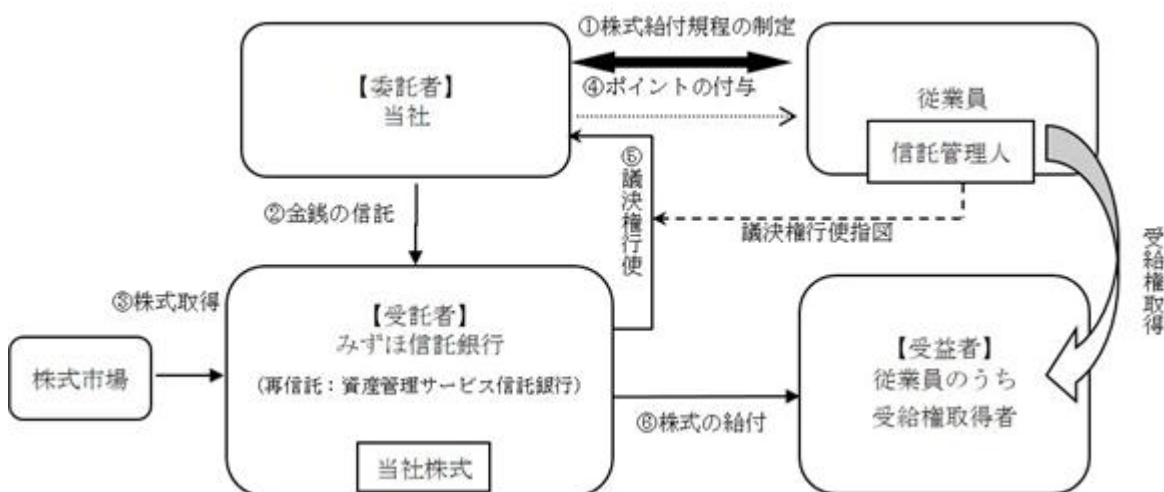 ①株式給付規程の制定
④ポイントの付与
【委託者】
当社
従業員
信託管理人
⑤議決権行使
②金銭の信託
議決権行使指図
受給権取得
③株式取得
株式市場
【受託者】
みずほ信託銀行
(再信託：資産管理サービス信託銀行)
当社株式
⑥株式の給付
【受益者】
従業員のうち
受給権取得者